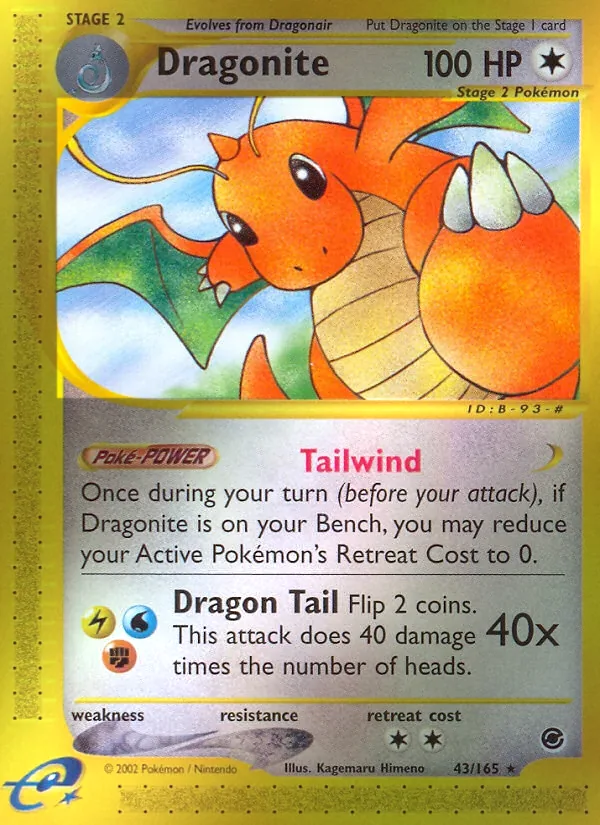 STAGE 2 Evolves from Dragonair Put Dragonite on the Stage 1 card
Dragonite 100 HP
Stage 2 Pokémon
ID:B-93-#
Poké-POWER Tailwind
Once during your turn (before your attack), if
Dragonite is on your Bench, you may reduce
your Active Pokémon's Retreat Cost to 0.
Dragon Tail Flip 2 coins.
This attack does 40 damage 40x
times the number of heads.
weakness resistance retreat cost
© 2002 Pokémon / Nintendo Illus. Kagemaru Himeno 43/165 ★
e